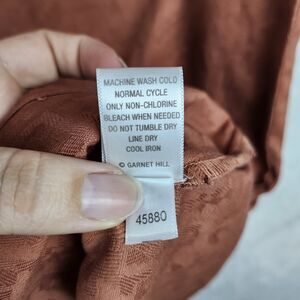 MACHINE WASH COLD
NORMAL CYCLE
ONLY NON-CHLORINE
BLEACH WHEN NEEDED
DO NOT TUMBLE DRY
LINE DRY
COOL IRON
© GARNET HILL
45880